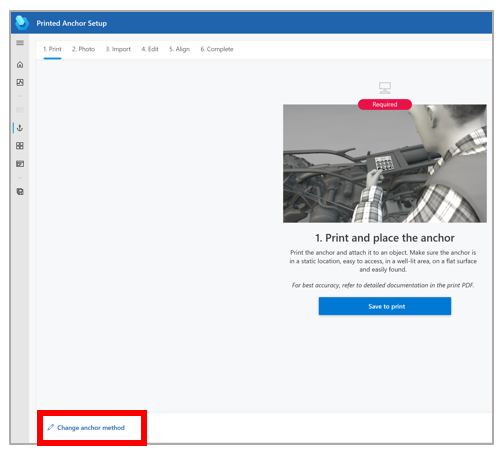 Printed Anchor Setup
1. Print 2. Photo 3. Import 4. Edit 5. Align 6. Complete
Required
1. Print and place the anchor
Print the anchor and attach it to an object. Make sure the anchor is
in a static location, easy to access, in a well-lit area, on a flat surface
and easily found.
For best accuracy, refer to detailed documentation in the print PDF.
Save to print
Change anchor method